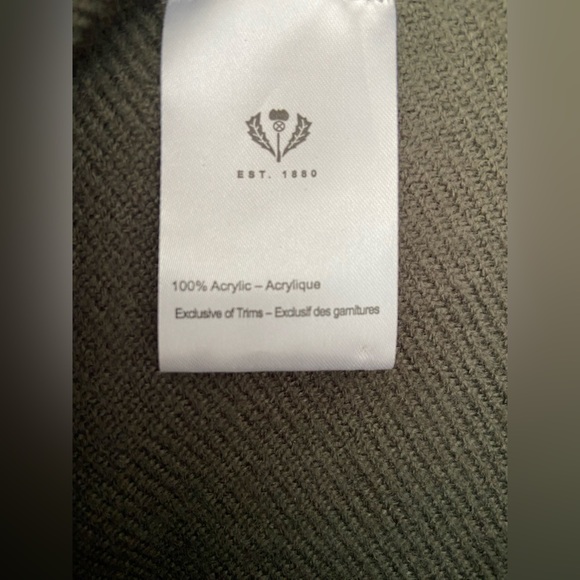 EST. 1880
100% Acrylic – Acrylique
Exclusive of Trims – Exclusif des garnitures